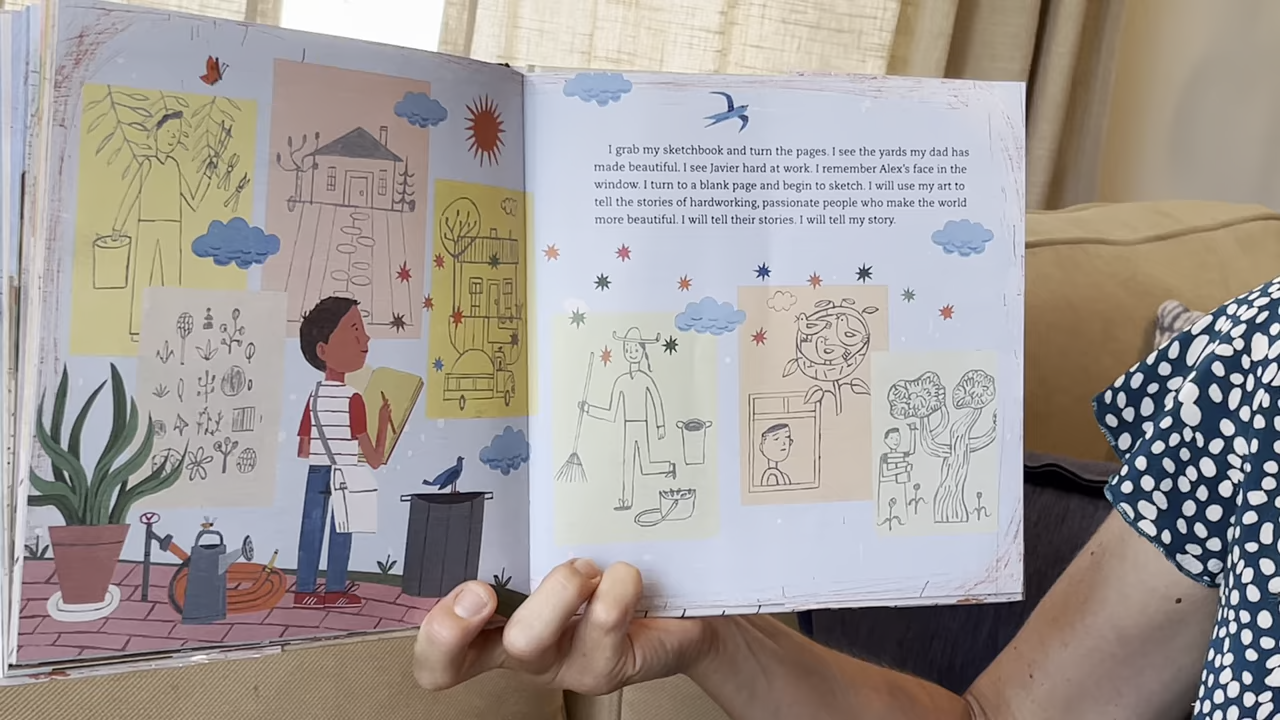 I grab my sketchbook and turn the pages. I see the yards my dad has
made beautiful. I see Javier hard at work. I remember Alex's face in the
window. I turn to a blank page and begin to sketch. I will use my art to
tell the stories of hardworking, passionate people who make the world
more beautiful. I will tell their stories. I will tell my story.